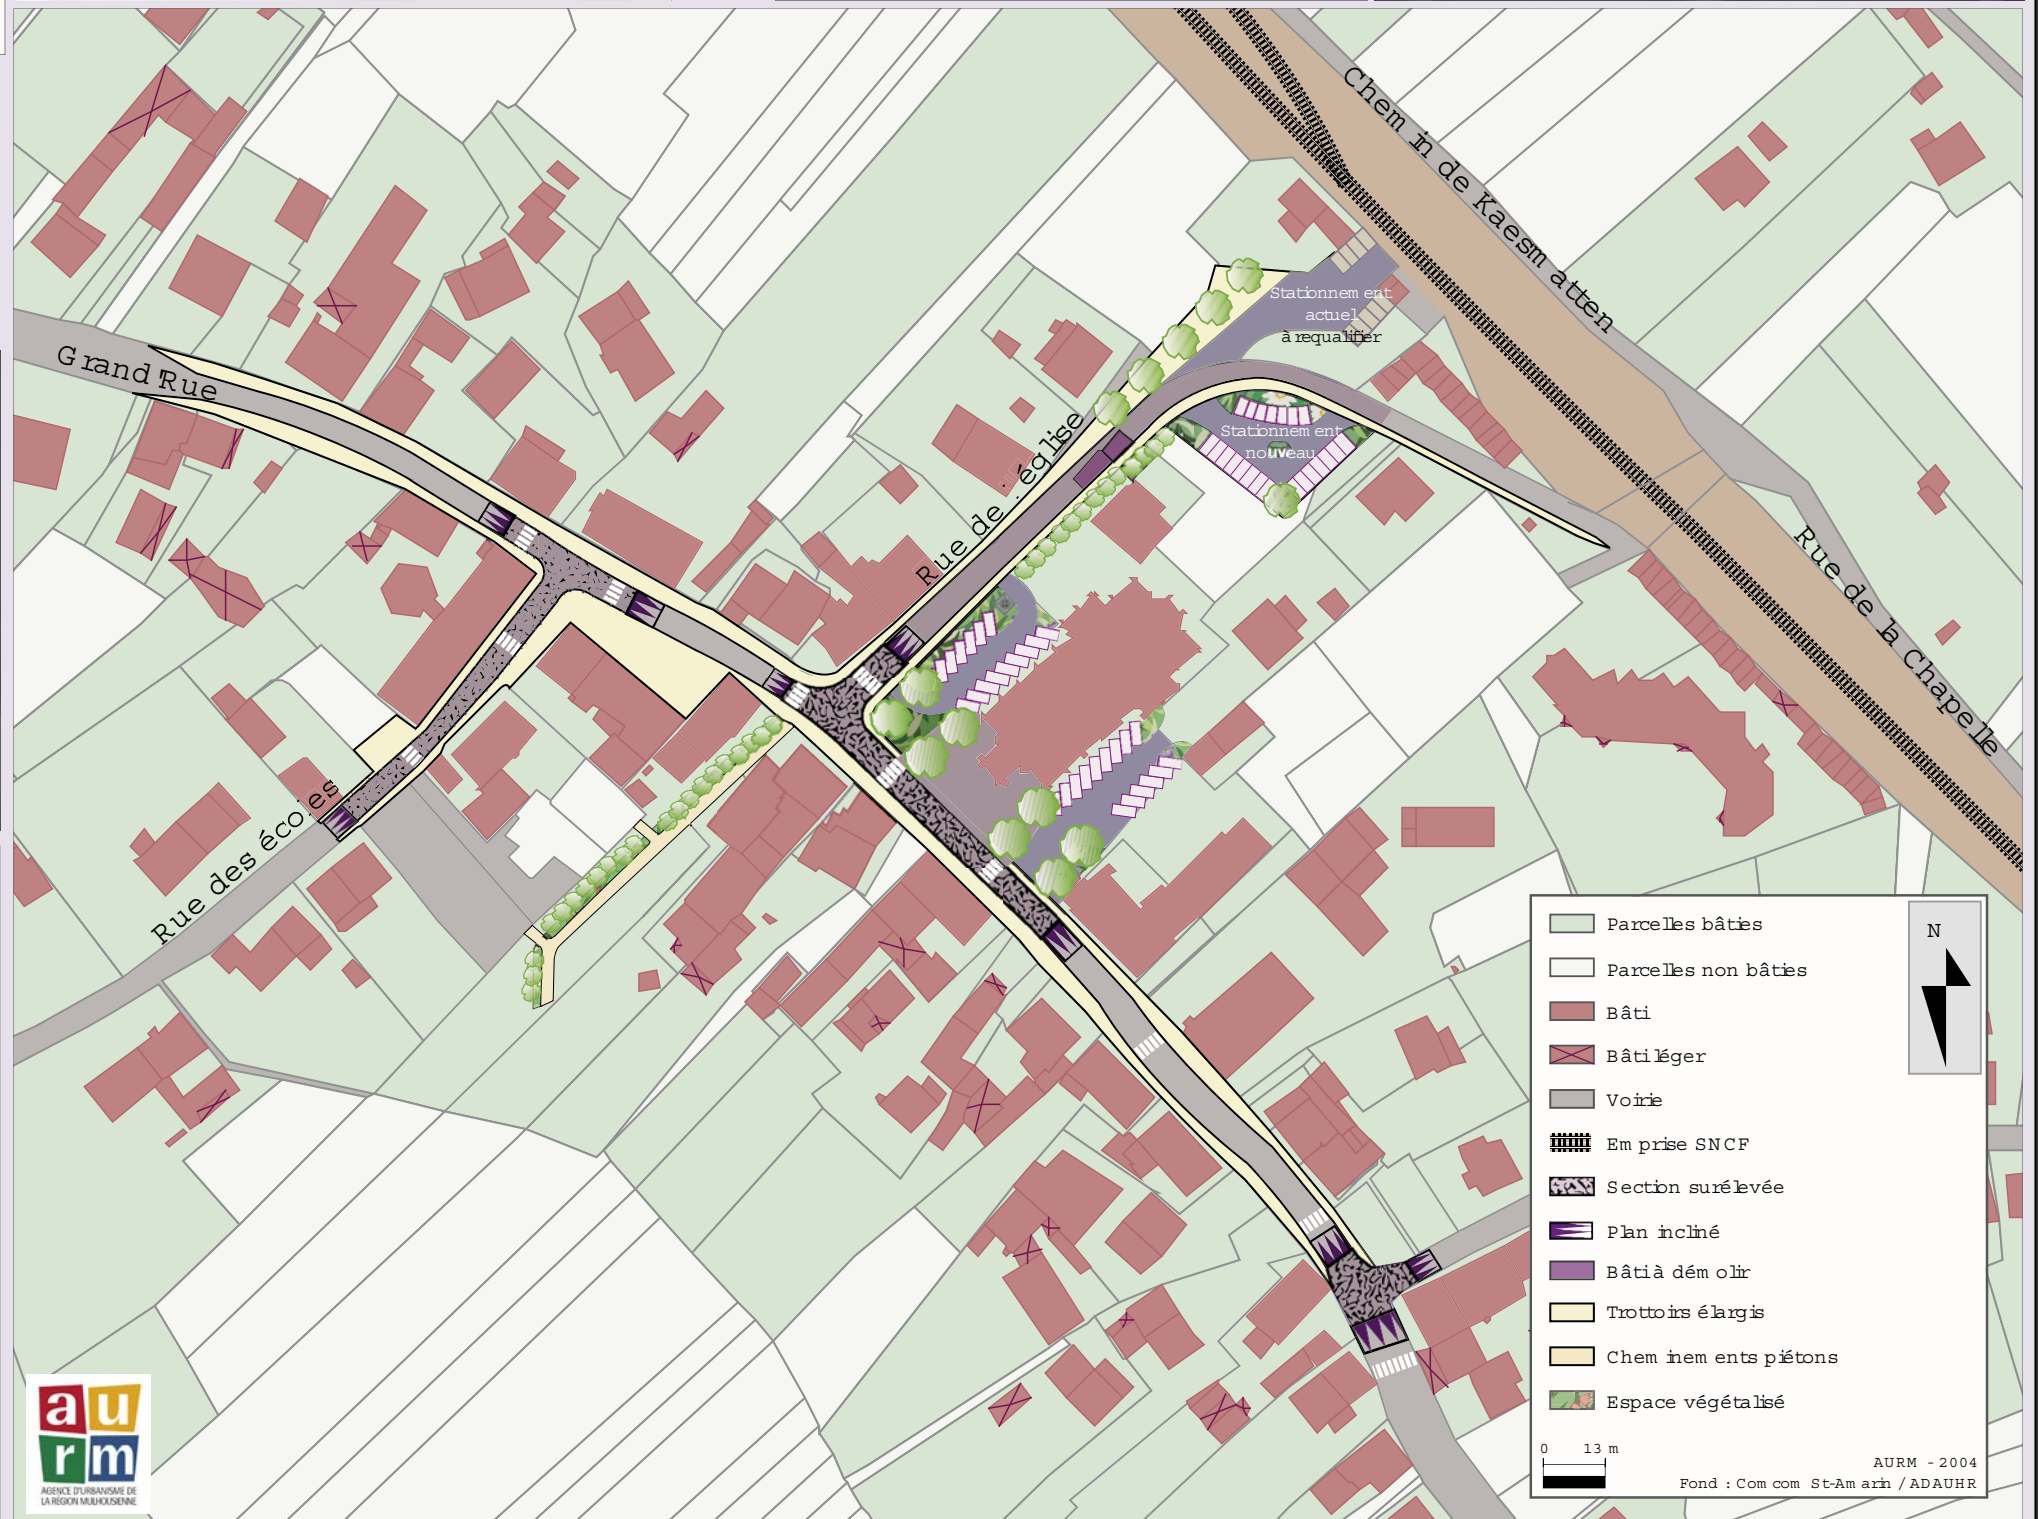 Chemin de Kaesmatten
Stationnement
actuel
à requalifier
Grand'Rue
Rue de l'église
Stationnement
nouveau
Rue de la Chapelle
Rue des écoles
N
Parcelles bâties
Parcelles non bâties
Bâti
Bâti léger
Voirie
Emprise SNCF
Section surélevée
Plan incliné
Bâti à démolir
Trottoirs élargis
Cheminements piétons
Espace végétalisé
0 13 m
AURM - 2004
Fond : Com com St-Amarin / ADAUHR
au
rm
AGENCE D'URBANISME DE
LA RÉGION MULHOUSIENNE